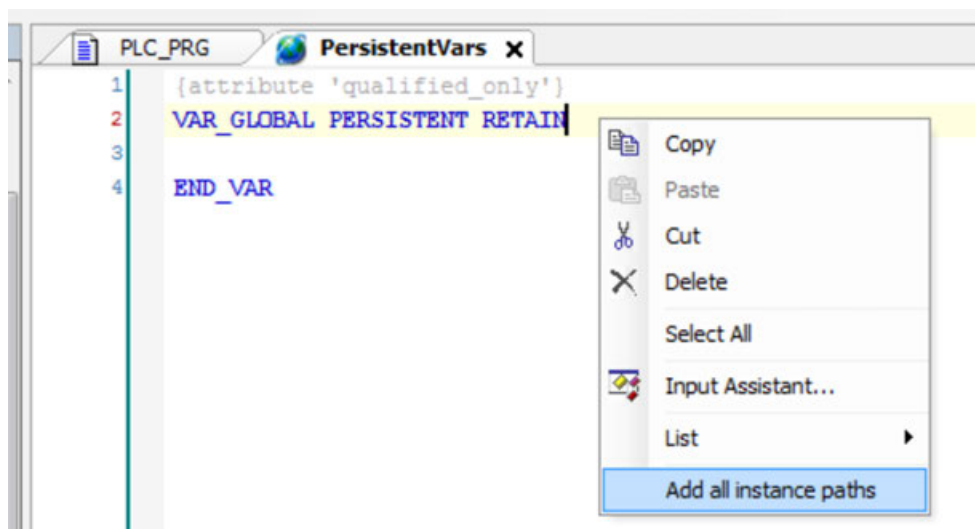 PLC_PRG PersistentVars X
1 {attribute 'qualified_only'}
2 VAR_GLOBAL PERSISTENT RETAIN
3
4 END_VAR
Copy
Paste
Cut
Delete
Select All
Input Assistant...
List
Add all instance paths